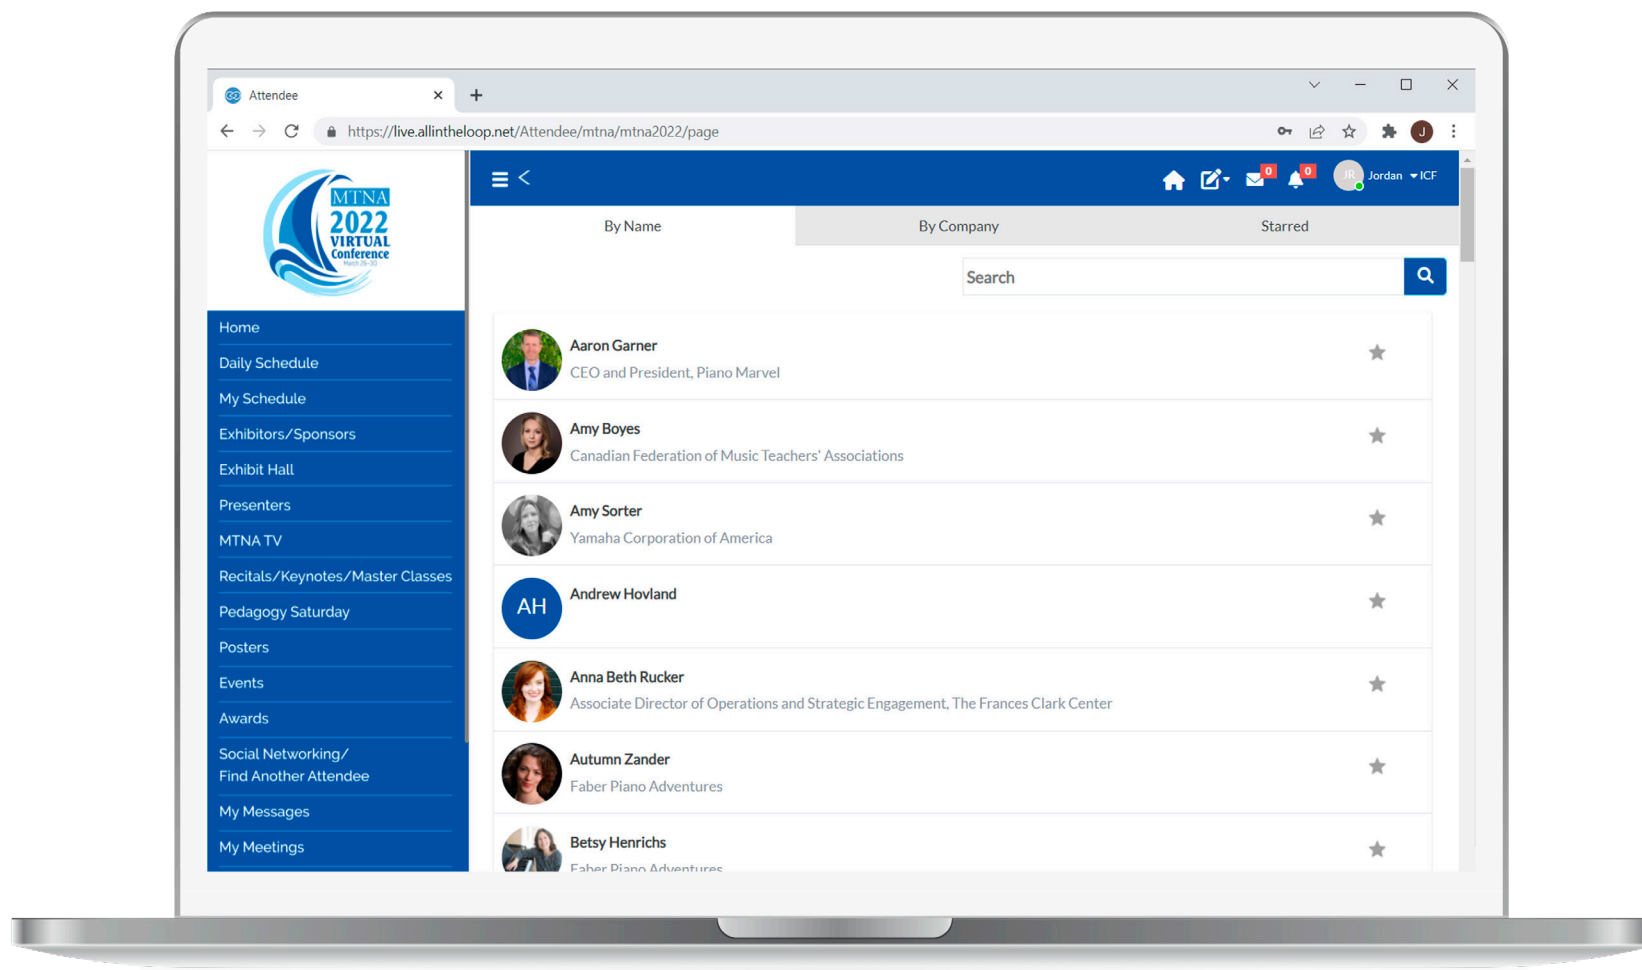 Attendee
https://live.allintheloop.net/Attendee/mtna/mtna2022/page
J
MTNA
2022
VIRTUAL
Conference
March 26-30
0
0
JR
Jordan
ICF
By Name
By Company
Starred
Search
Home
Daily Schedule
My Schedule
Exhibitors/Sponsors
Exhibit Hall
Presenters
MTNA TV
Recitals/Keynotes/Master Classes
Pedagogy Saturday
Posters
Events
Awards
Social Networking/
Find Another Attendee
My Messages
My Meetings
Aaron Garner
CEO and President, Piano Marvel
Amy Boyes
Canadian Federation of Music Teachers' Associations
Amy Sorter
Yamaha Corporation of America
AH
Andrew Hovland
Anna Beth Rucker
Associate Director of Operations and Strategic Engagement, The Frances Clark Center
Autumn Zander
Faber Piano Adventures
Betsy Henrichs
Faber Piano Adventures